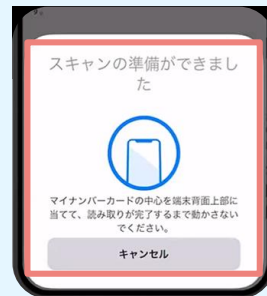 スキャンの準備ができまし
た
マイナンバーカードの中心を端末背面上部に
当てて、読み取りが完了するまで動かさない
でください。
キャンセル